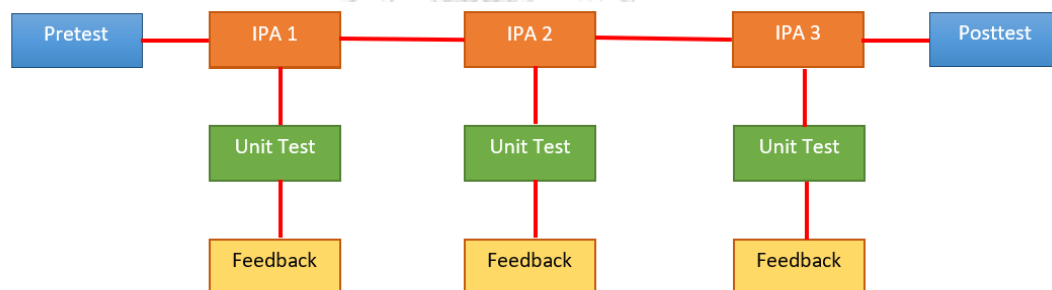 Pretest
IPA 1
IPA 2
IPA 3
Posttest
Unit Test
Unit Test
Unit Test
Feedback
Feedback
Feedback